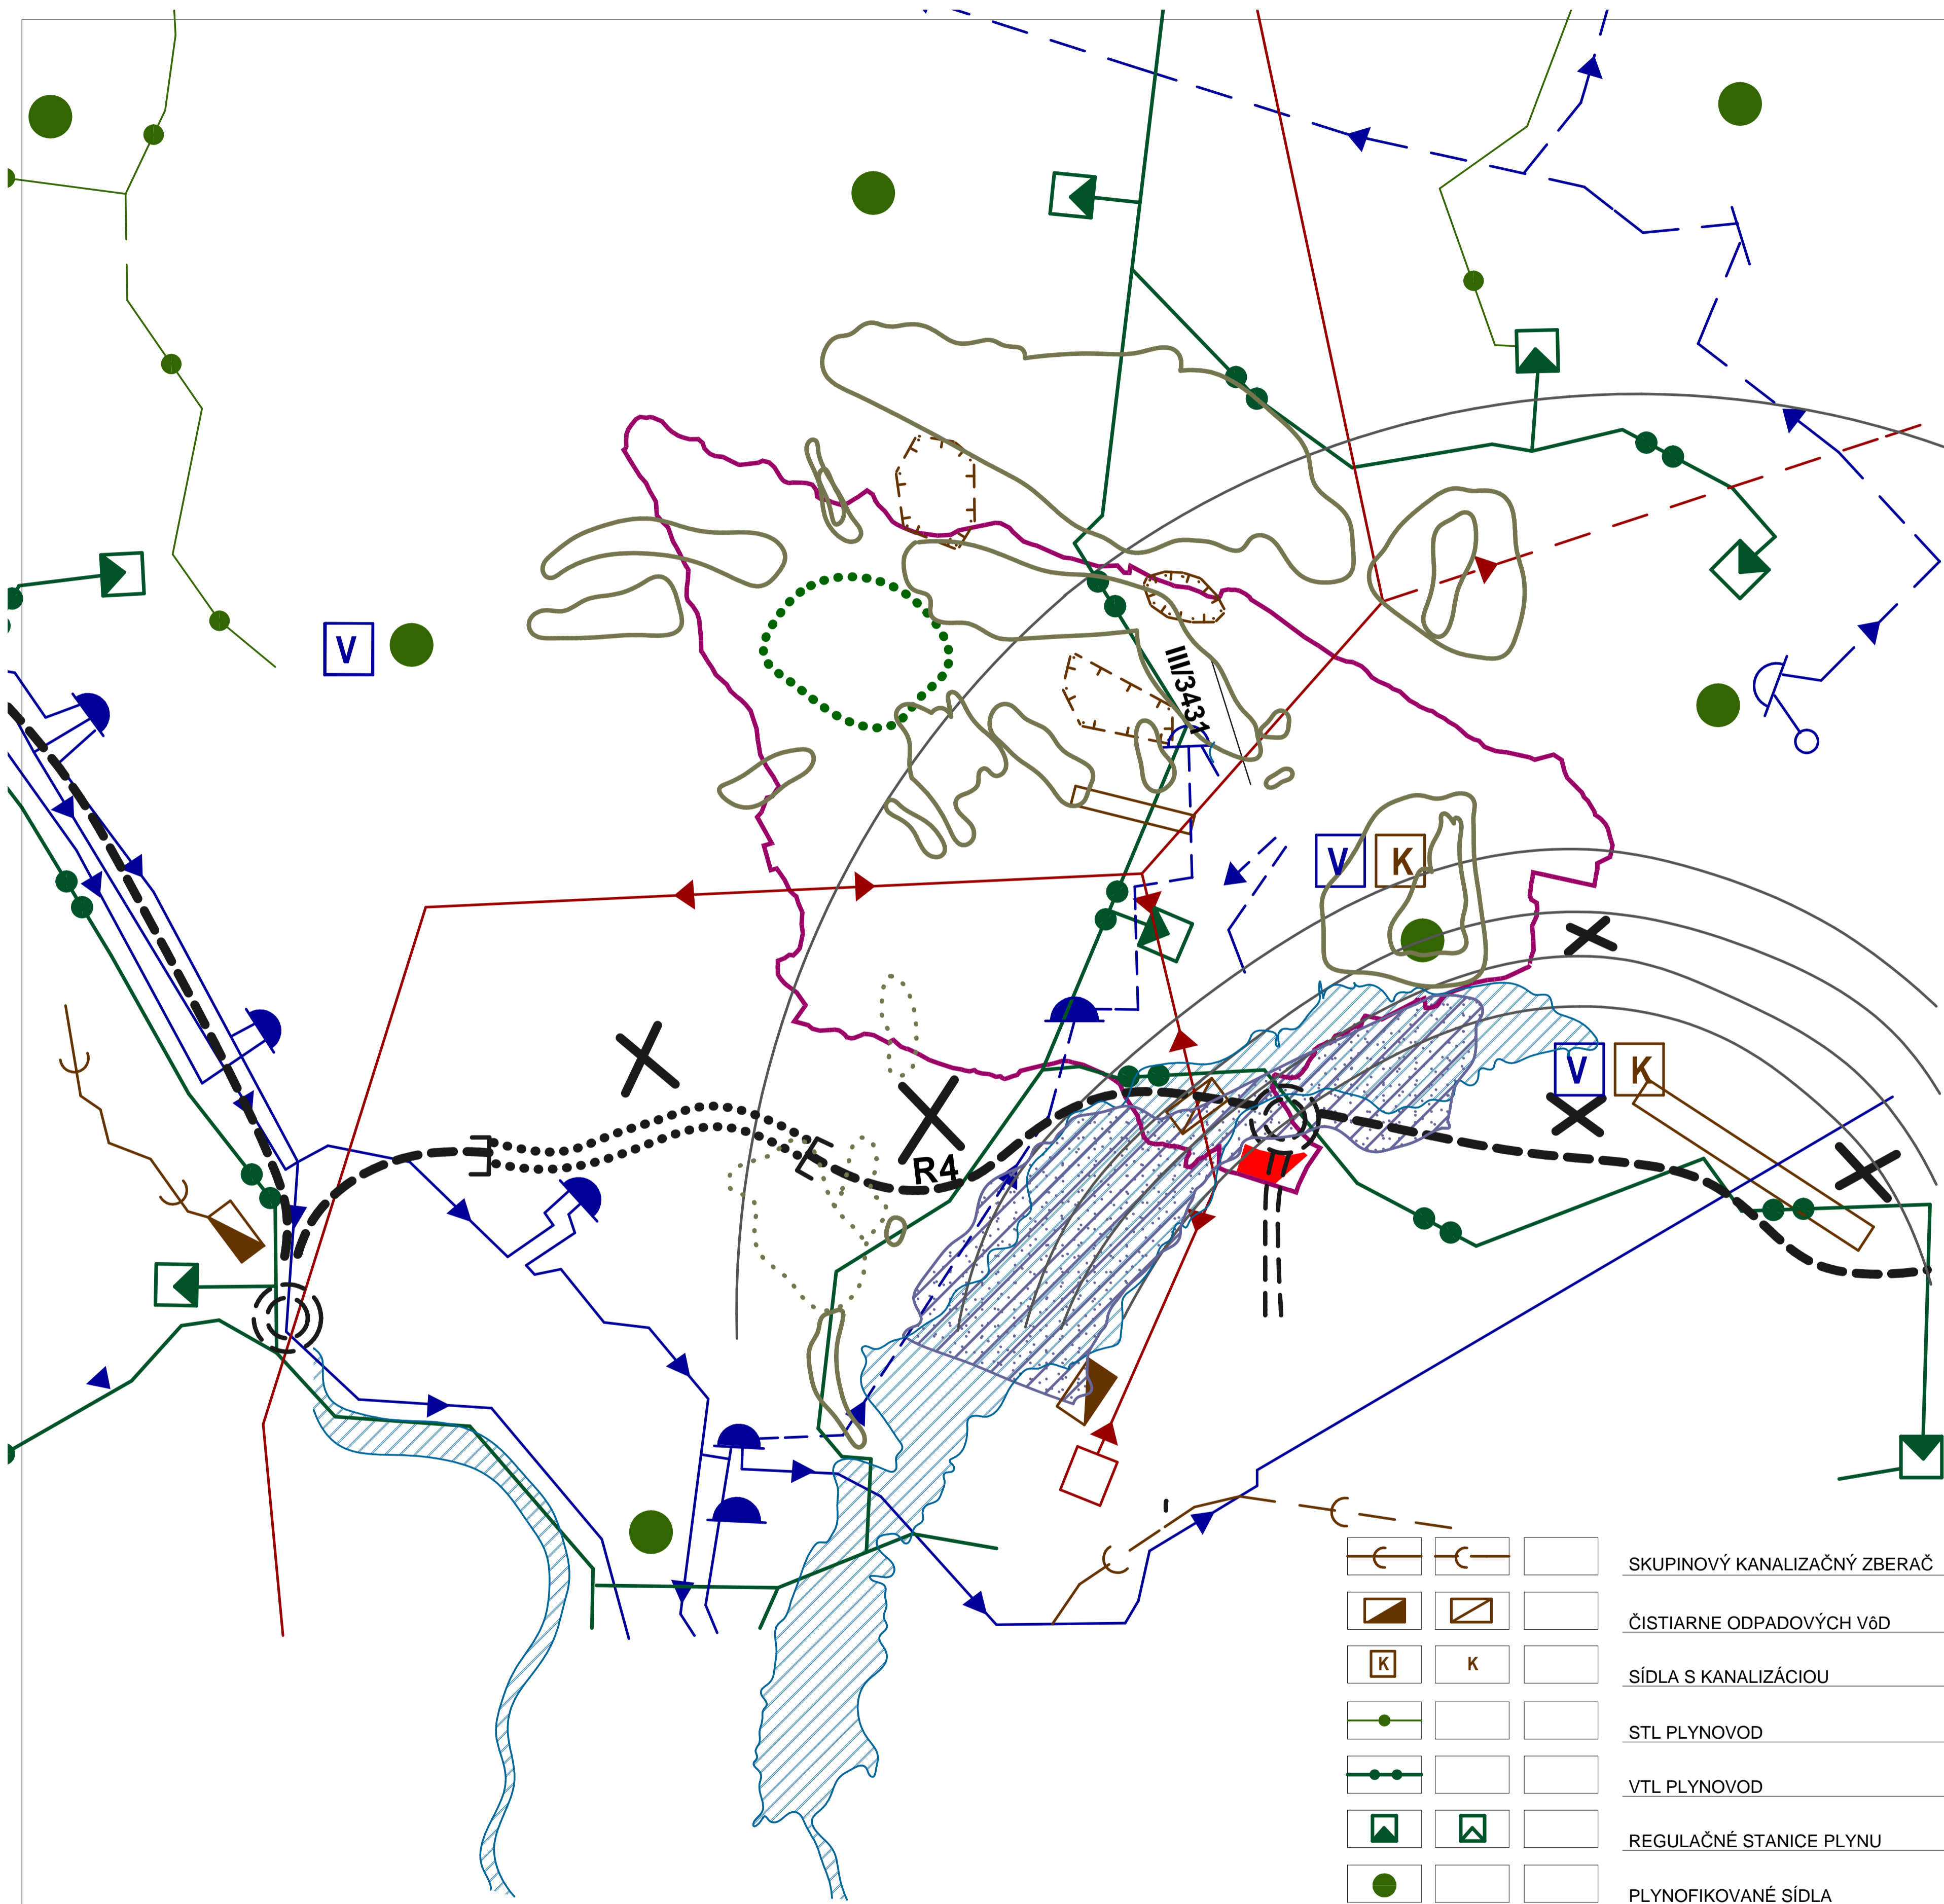 V
III/3431
V K
V K
R4
SKUPINOVÝ KANALIZAČNÝ ZBERAČ
ČISTIARNE ODPADOVÝCH VôD
K K SÍDLA S KANALIZÁCIOU
STL PLYNOVOD
VTL PLYNOVOD
REGULAČNÉ STANICE PLYNU
PLYNOFIKOVANÉ SÍDLA